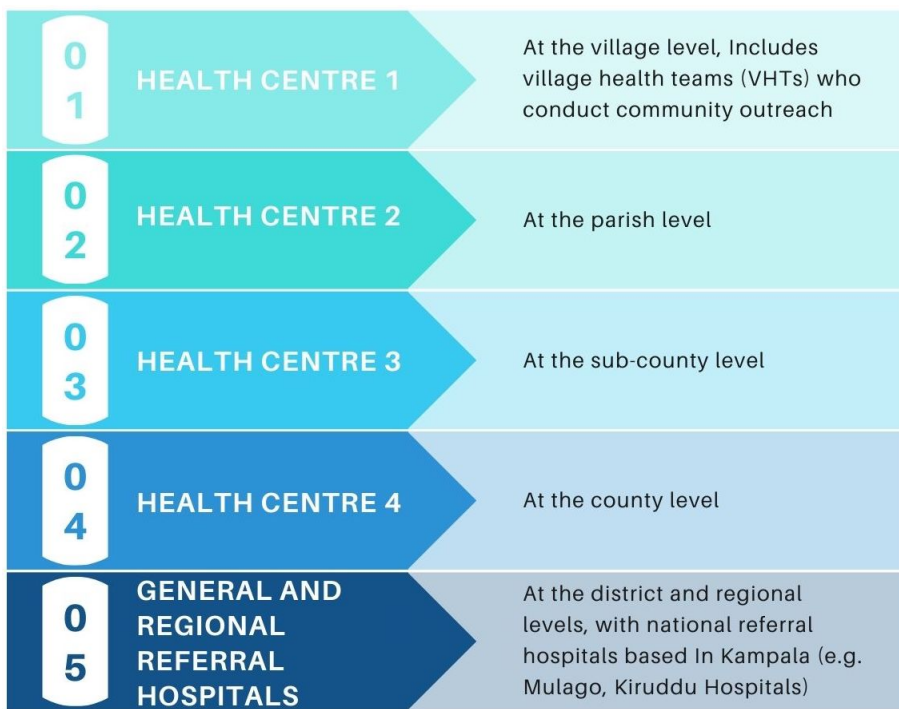 0
1
HEALTH CENTRE 1
At the village level, Includes
village health teams (VHTs) who
conduct community outreach
0
2
HEALTH CENTRE 2
At the parish level
0
3
HEALTH CENTRE 3
At the sub-county level
0
4
HEALTH CENTRE 4
At the county level
0
5
GENERAL AND
REGIONAL
REFERRAL
HOSPITALS
At the district and regional
levels, with national referral
hospitals based In Kampala (e.g.
Mulago, Kiruddu Hospitals)